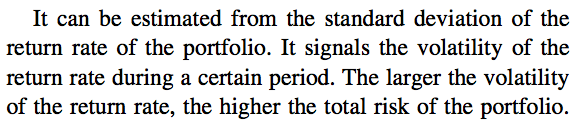 It can be estimated from the standard deviation of the
return rate of the portfolio. It signals the volatility of the
return rate during a certain period. The larger the volatility
of the return rate, the higher the total risk of the portfolio.